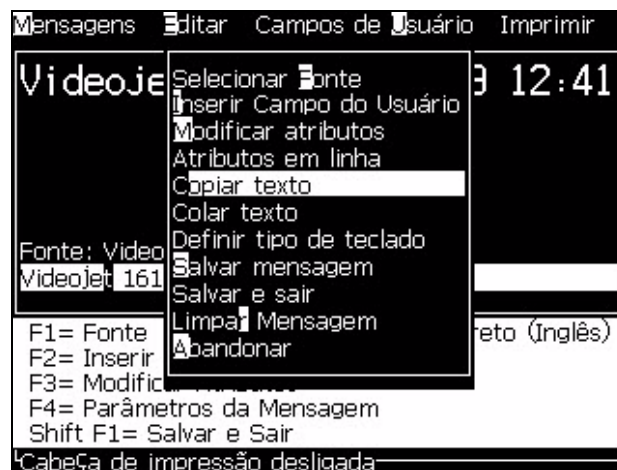 Mensagens Editar Campos de Usuário Imprimir
Videoje 12:41
Selecionar Fonte
Inserir Campo do Usuário
Modificar atributos
Atributos em linha
Copiar texto
Colar texto
Definir tipo de teclado
Salvar mensagem
Salvar e sair
Limpar Mensagem
Abandonar
Fonte: Video
Videojet 161
F1= Fonte reto (Inglês)
F2= Inserir
F3= Modific
F4= Parâmetros da Mensagem
Shift F1= Salvar e Sair
Cabeça de impressão desligada